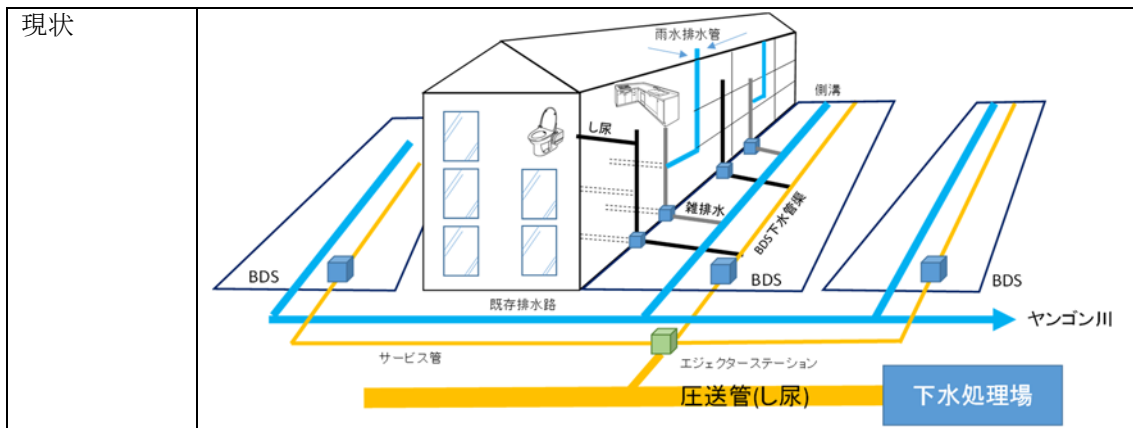 現状
雨水排水管
側溝
し尿
雑排水
BDS下水管渠
BDS
BDS
BDS
既存排水路
ヤンゴン川
サービス管
エジェクターステーション
圧送管(し尿)
下水処理場